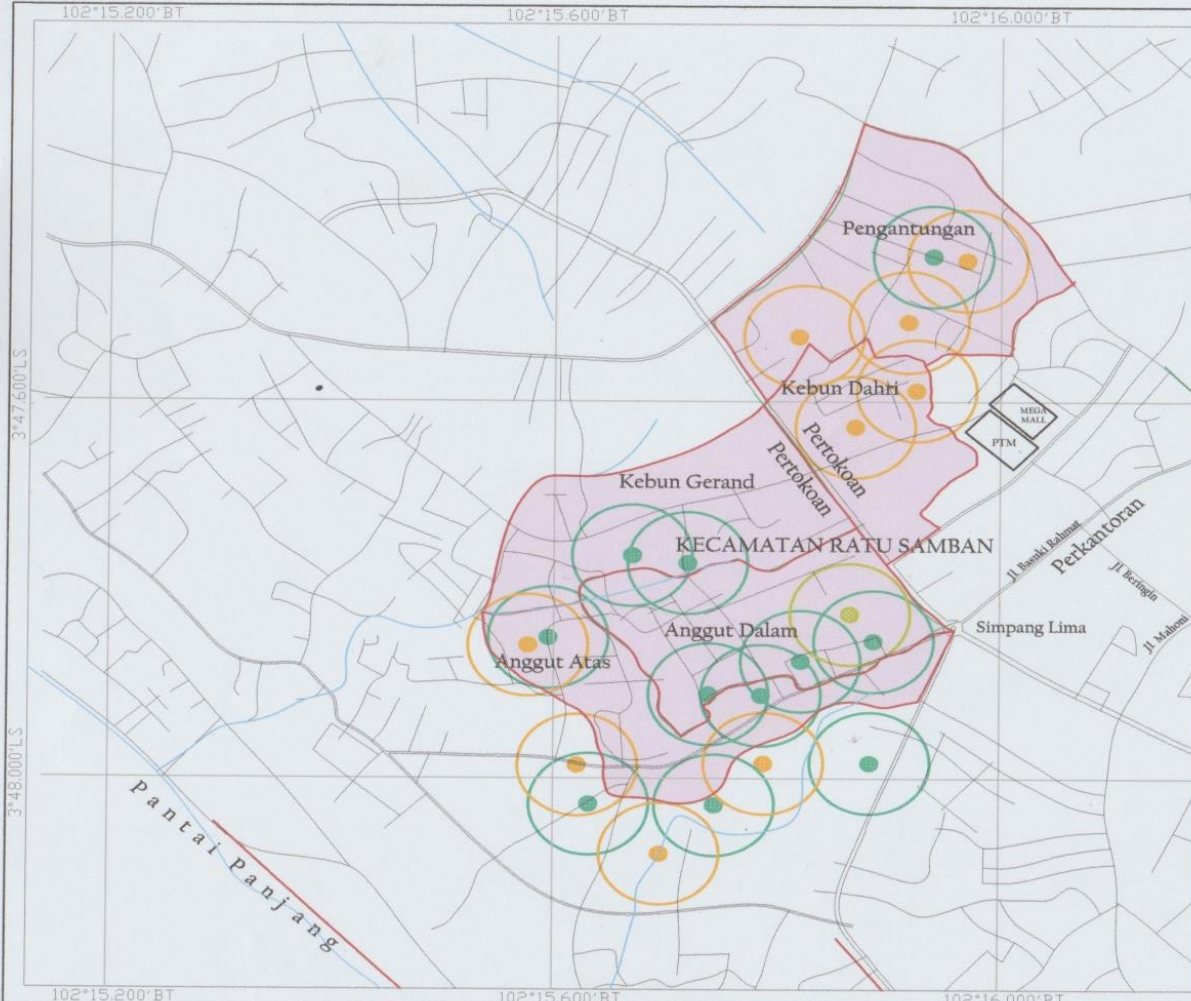 102°15.200'BT
102°15.600'BT
102°16.000'BT
Pengantungan
3°47.600'LS
Kebun Dahri
MEGA
MALL
PTM
Pertokoan
Pertokoan
Kebun Gerand
KECAMATAN RATU SAMBAN
Jl. Basuki Rahmat
Perkantoran
Jl. Beringin
Jl. Mahoni
Simpang Lima
Anggut Dalam
Anggut Atas
3°48.000'LS
Pantai Panjang
102°15.200'BT
102°15.600'BT
102°16.000'BT